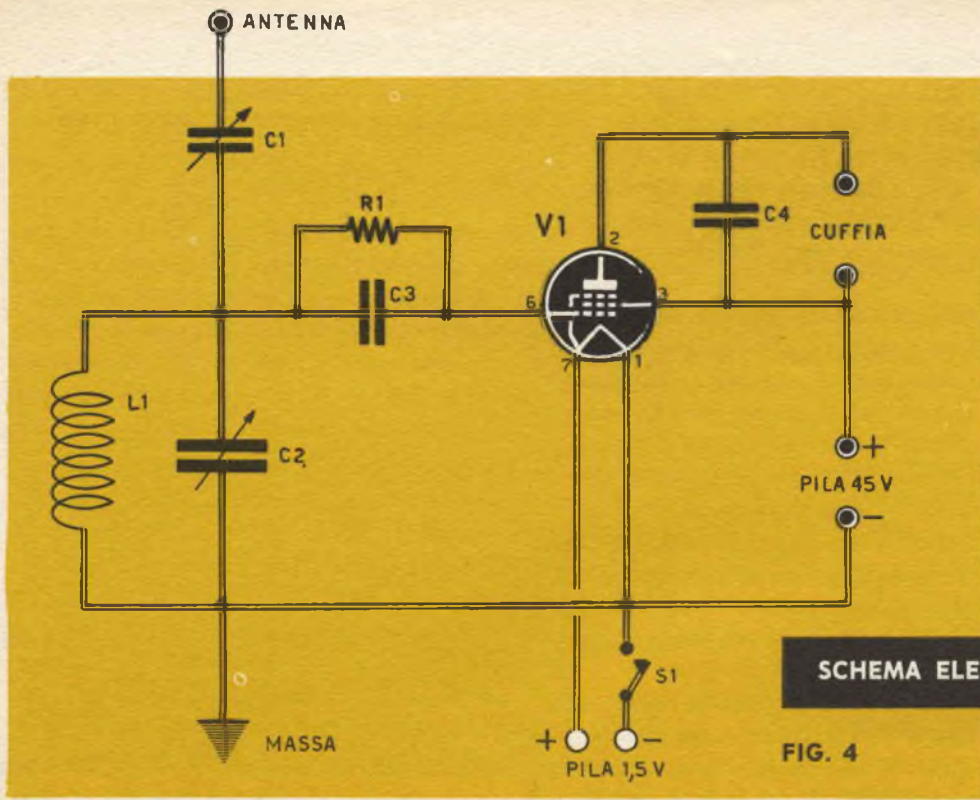 ANTENNA
C1
R1
V1
2
C4
CUFFIA
C3
6
3
7
1
L1
C2
+
PILA 45 V
−
S1
SCHEMA ELE
FIG. 4
MASSA
+ −
PILA 1,5 V